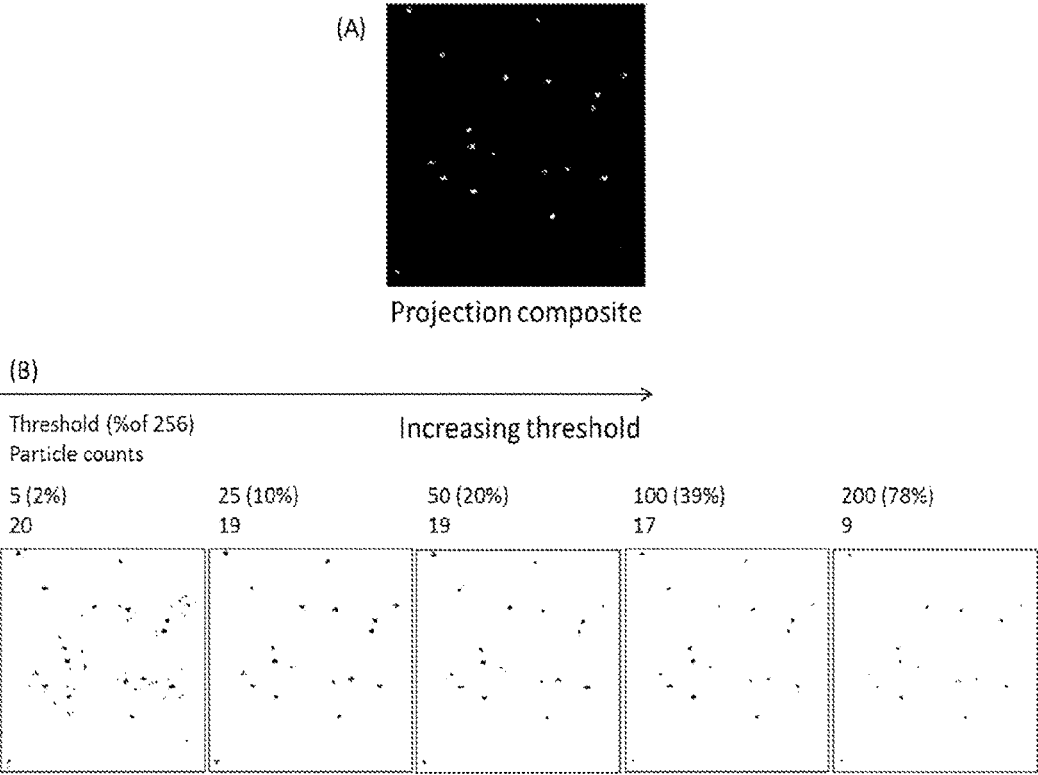 (A)
Projection composite
(B)
Threshold (%of 256)
Increasing threshold
Particle counts
5 (2%) 25 (10%) 50 (20%) 100 (39%) 200 (78%)
20 19 19 17 9